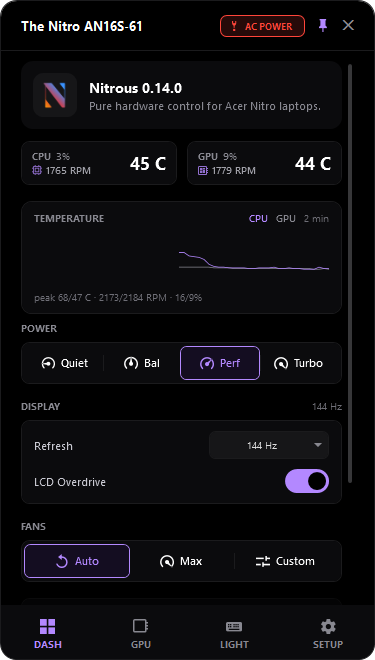 The Nitro AN16S-61
AC POWER
Nitrous 0.14.0
Pure hardware control for Acer Nitro laptops.
CPU 3%
1765 RPM
45 C
GPU 9%
1779 RPM
44 C
TEMPERATURE
CPU GPU 2 min
peak 68/47 C · 2173/2184 RPM · 16/9%
POWER
Quiet Bal Perf Turbo
DISPLAY 144 Hz
Refresh 144 Hz
LCD Overdrive
FANS
Auto Max Custom
DASH GPU LIGHT SETUP